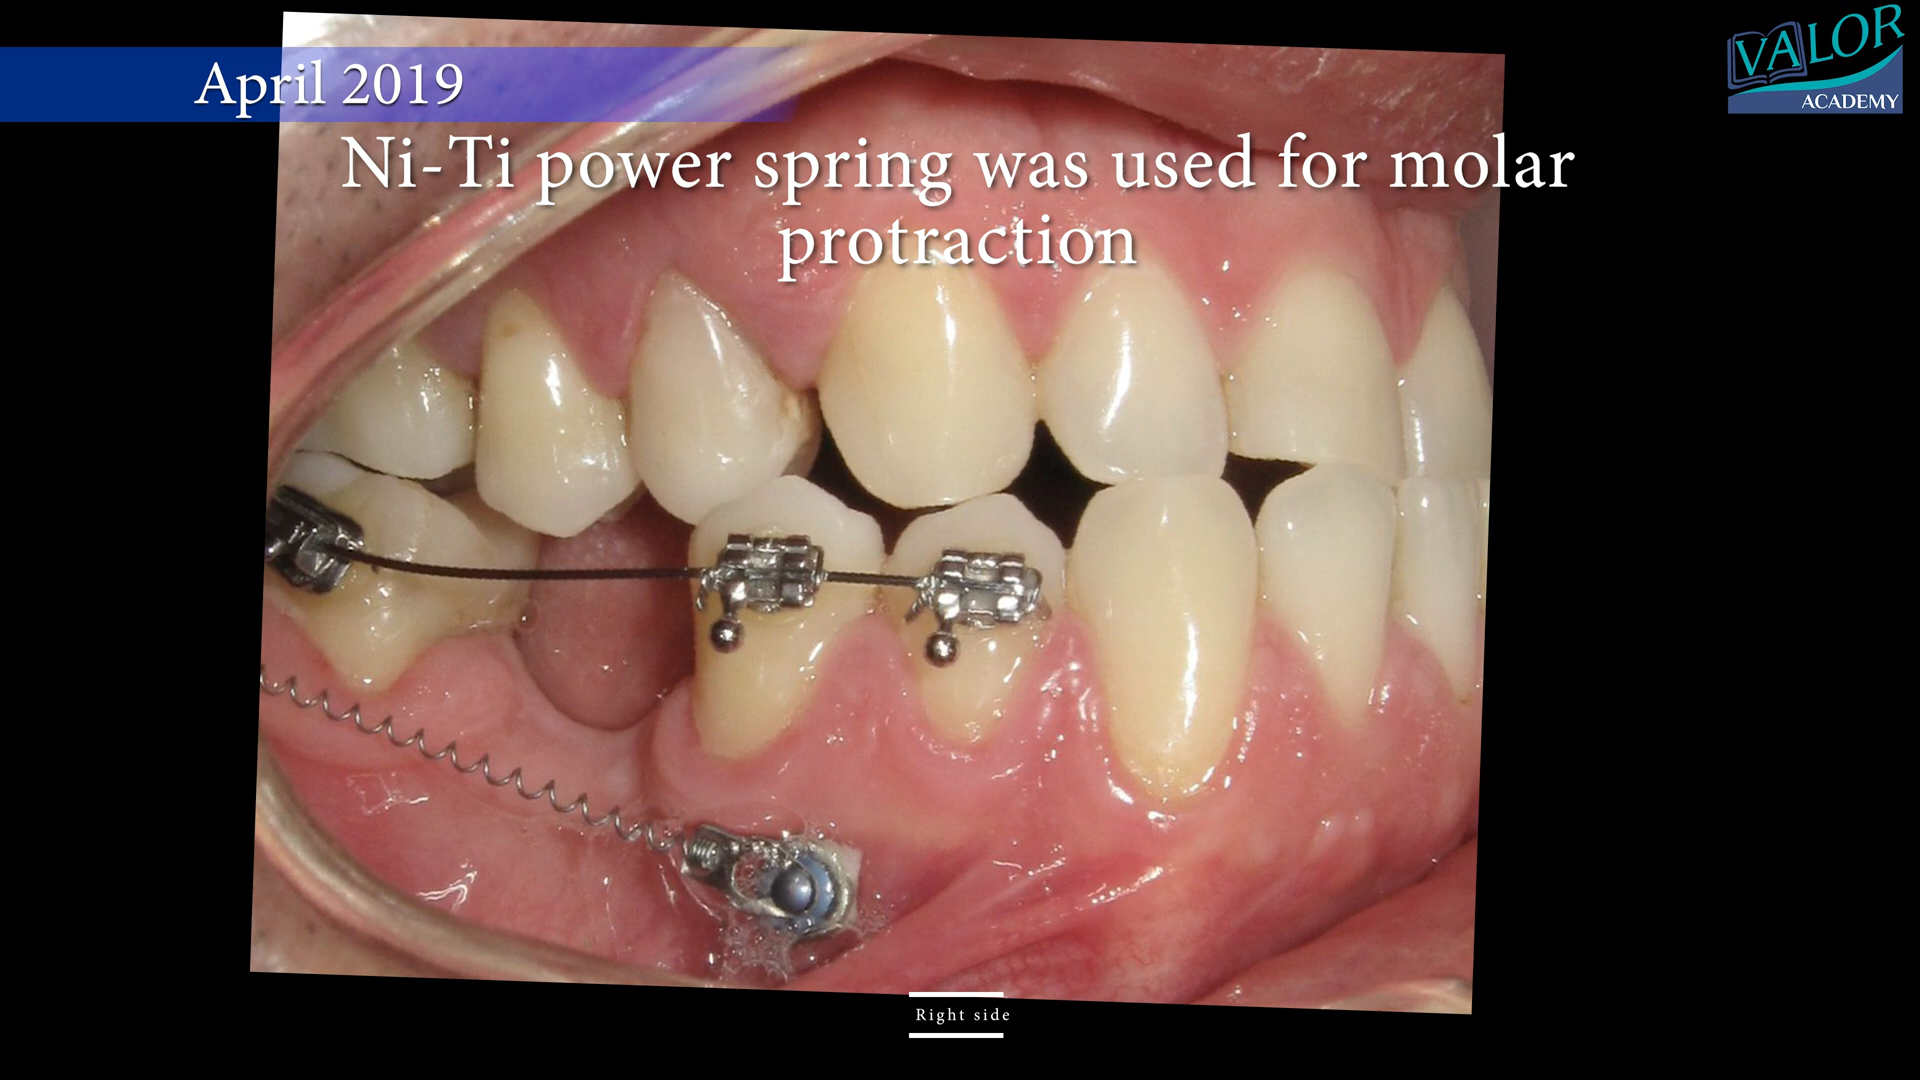 April 2019
VALOR
ACADEMY
Ni-Ti power spring was used for molar
protraction
Right side